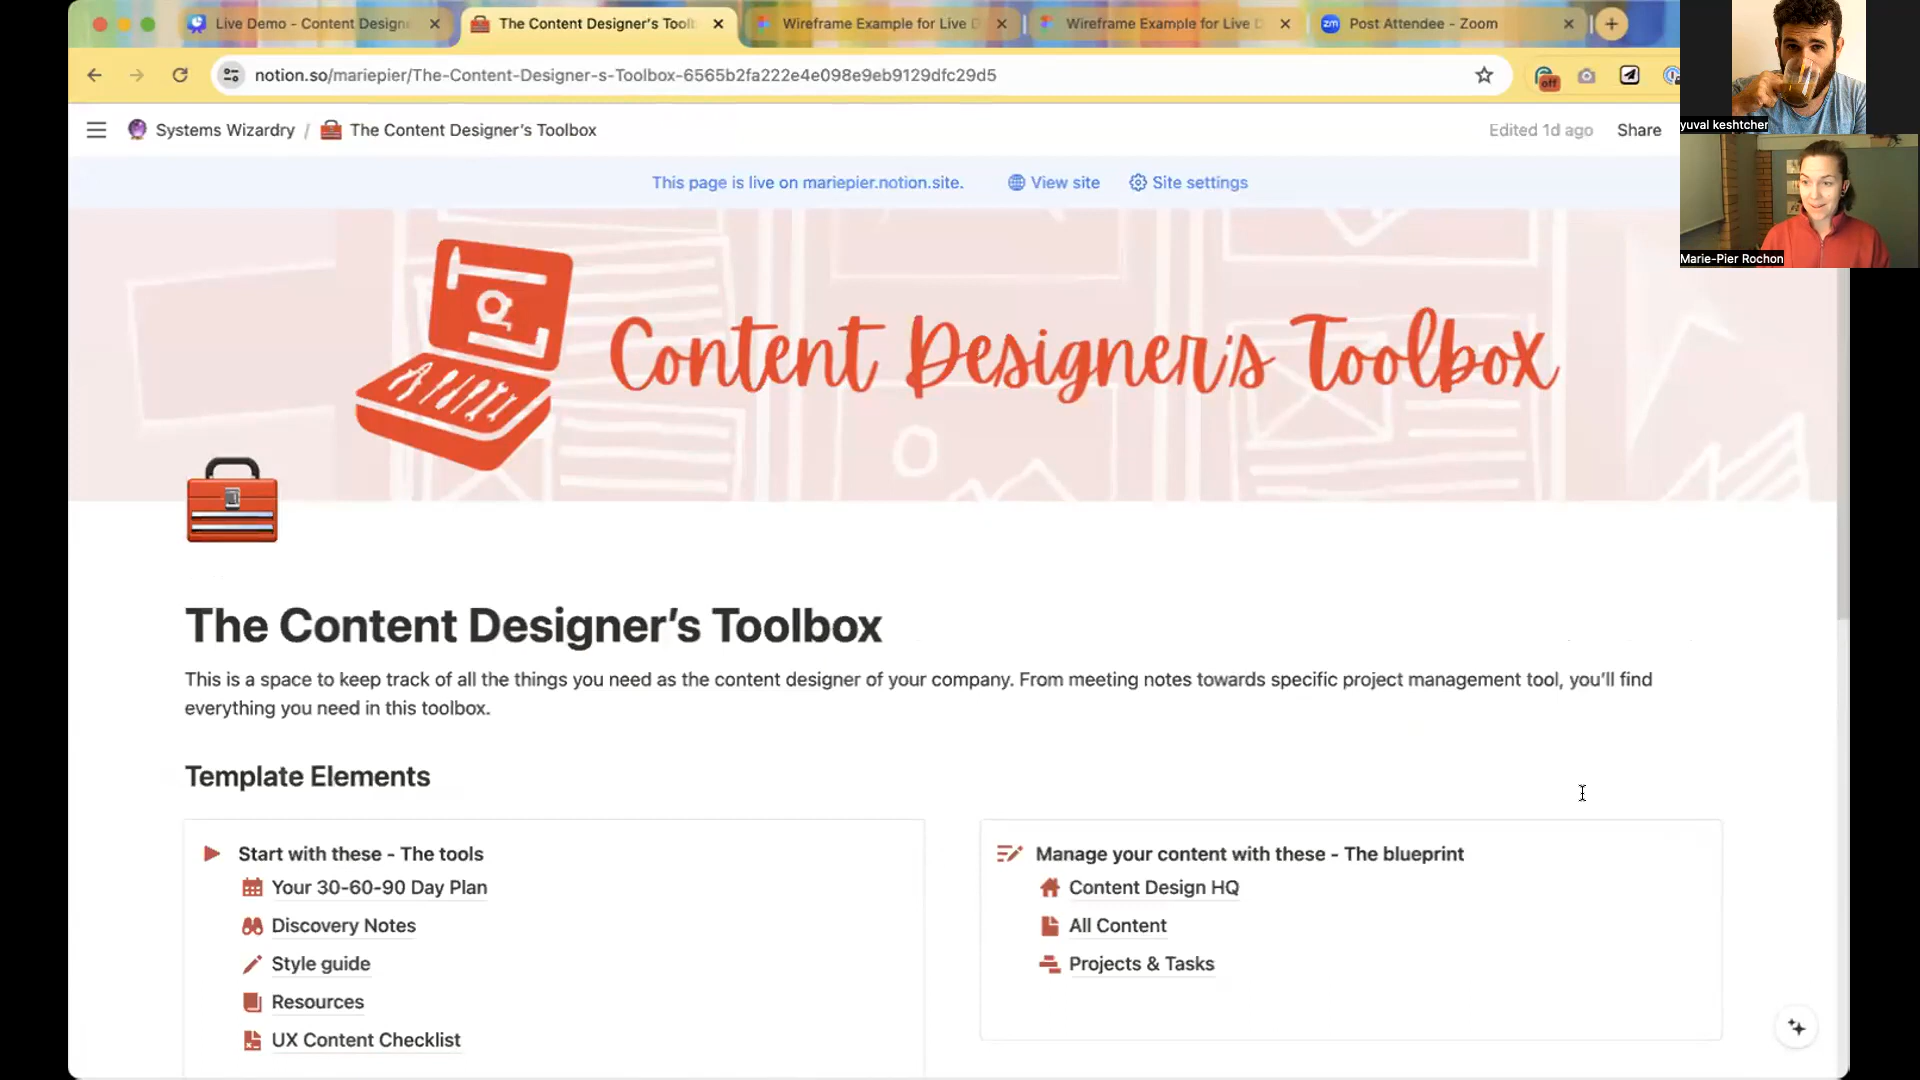 Live Demo - Content Designe
The Content Designer's Toolb
Wireframe Example for Live D
Wireframe Example for Live D
zm Post Attendee - Zoom
notion.so/mariepier/The-Content-Designer-s-Toolbox-6565b2fa222e4e098e9eb9129dfc29d5
off
yuval keshtcher
Systems Wizardry / The Content Designer's Toolbox
Edited 1d ago Share
This page is live on mariepier.notion.site. View site Site settings
Marie-Pier Rochon
Content Designer's Toolbox
The Content Designer's Toolbox
This is a space to keep track of all the things you need as the content designer of your company. From meeting notes towards specific project management tool, you'll find
everything you need in this toolbox.
Template Elements
Start with these - The tools
Your 30-60-90 Day Plan
Discovery Notes
Style guide
Resources
UX Content Checklist
Manage your content with these - The blueprint
Content Design HQ
All Content
Projects & Tasks